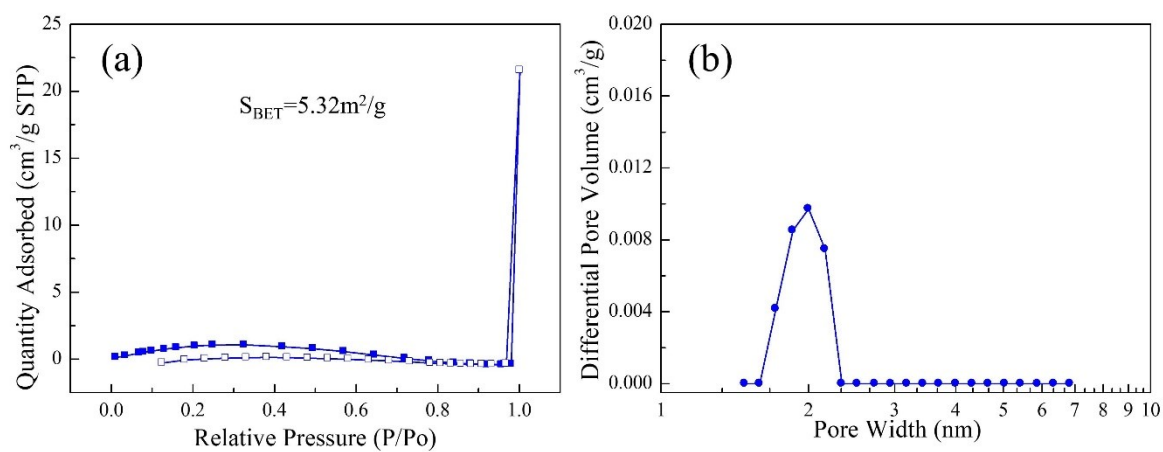 (a)
S_BET=5.32m²/g
Quantity Adsorbed (cm³/g STP)
25
20
15
10
5
0
0.0 0.2 0.4 0.6 0.8 1.0
Relative Pressure (P/Po)
(b)
Differential Pore Volume (cm³/g)
0.020
0.016
0.012
0.008
0.004
0.000
1 2 3 4 5 6 7 8 9 10
Pore Width (nm)